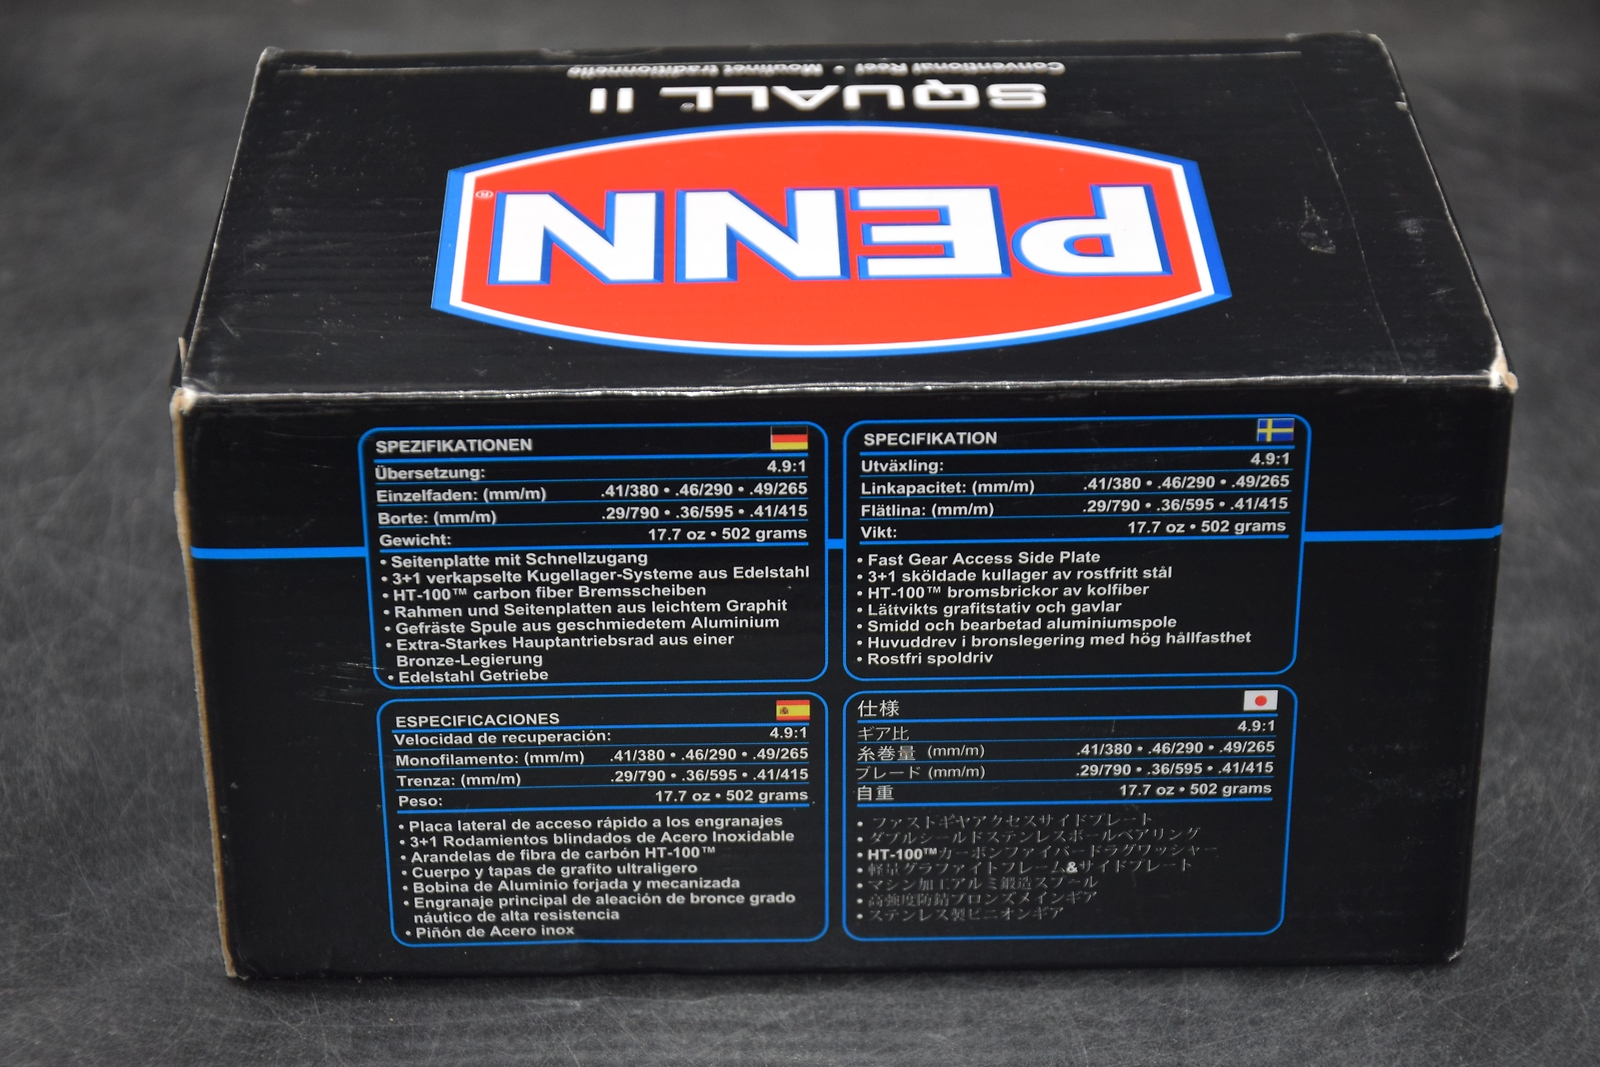 Conventional Reel • Moulinet traditionnelle
SQUALL II
PENN®
SPEZIFIKATIONEN
Übersetzung: 4.9:1
Einzelfaden: (mm/m) .41/380 • .46/290 • .49/265
Borte: (mm/m) .29/790 • .36/595 • .41/415
Gewicht: 17.7 oz • 502 grams
• Seitenplatte mit Schnellzugang
• 3+1 verkapselte Kugellager-Systeme aus Edelstahl
• HT-100™ carbon fiber Bremsscheiben
• Rahmen und Seitenplatten aus leichtem Graphit
• Gefräste Spule aus geschmiedetem Aluminium
• Extra-Starkes Hauptantriebsrad aus einer
Bronze-Legierung
• Edelstahl Getriebe
SPECIFIKATION
Utväxling: 4.9:1
Linkapacitet: (mm/m) .41/380 • .46/290 • .49/265
Flätlina: (mm/m) .29/790 • .36/595 • .41/415
Vikt: 17.7 oz • 502 grams
• Fast Gear Access Side Plate
• 3+1 sköldade kullager av rostfritt stål
• HT-100™ bromsbrickor av kolfiber
• Lättvikts grafitstativ och gavlar
• Smidd och bearbetad aluminiumspole
• Huvuddrev i bronslegering med hög hållfasthet
• Rostfri spoldriv
ESPECIFICACIONES
Velocidad de recuperación: 4.9:1
Monofilamento: (mm/m) .41/380 • .46/290 • .49/265
Trenza: (mm/m) .29/790 • .36/595 • .41/415
Peso: 17.7 oz • 502 grams
• Placa lateral de acceso rápido a los engranajes
• 3+1 Rodamientos blindados de Acero Inoxidable
• Arandelas de fibra de carbón HT-100™
• Cuerpo y tapas de grafito ultraligero
• Bobina de Aluminio forjada y mecanizada
• Engranaje principal de aleación de bronce grado
náutico de alta resistencia
• Piñón de Acero inox
仕様
ギア比 4.9:1
糸巻量 (mm/m) .41/380 • .46/290 • .49/265
ブレード (mm/m) .29/790 • .36/595 • .41/415
自重 17.7 oz • 502 grams
• ファストギヤアクセスサイドプレート
• ダブルシールドステンレスボールベアリング
• HT-100™カーボンファイバードラグワッシャー
• 軽量グラファイトフレーム&サイドプレート
• マシン加工アルミ鍛造スプール
• 高強度防錆ブロンズメインギア
• ステンレス製ピニオンギア